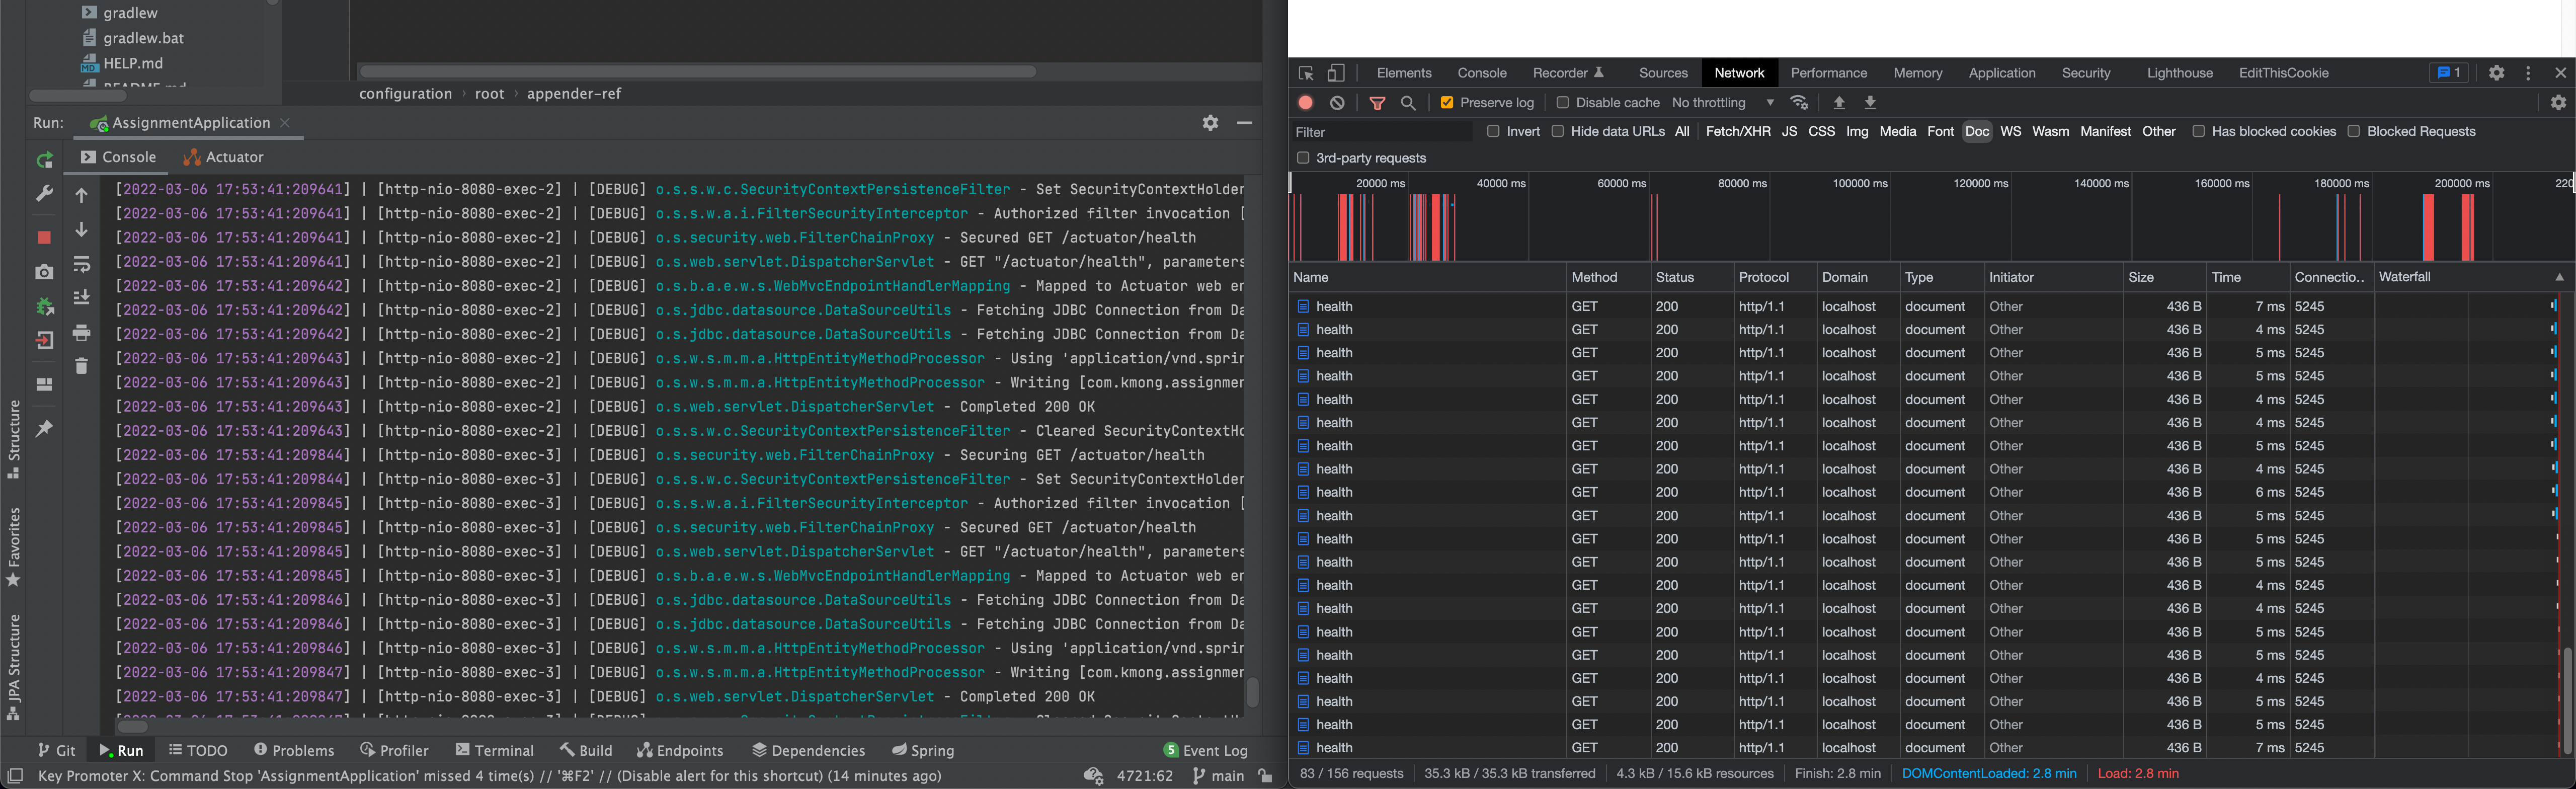 gradlew
gradlew.bat
HELP.md
README.md
configuration › root › appender-ref
Run: AssignmentApplication
Console Actuator
[2022-03-06 17:53:41:209641] | [http-nio-8080-exec-2] | [DEBUG] o.s.s.w.c.SecurityContextPersistenceFilter - Set SecurityContextHolder
[2022-03-06 17:53:41:209641] | [http-nio-8080-exec-2] | [DEBUG] o.s.s.w.a.i.FilterSecurityInterceptor - Authorized filter invocation [
[2022-03-06 17:53:41:209641] | [http-nio-8080-exec-2] | [DEBUG] o.s.security.web.FilterChainProxy - Secured GET /actuator/health
[2022-03-06 17:53:41:209641] | [http-nio-8080-exec-2] | [DEBUG] o.s.web.servlet.DispatcherServlet - GET "/actuator/health", parameters
[2022-03-06 17:53:41:209642] | [http-nio-8080-exec-2] | [DEBUG] o.s.b.a.e.w.s.WebMvcEndpointHandlerMapping - Mapped to Actuator web en
[2022-03-06 17:53:41:209642] | [http-nio-8080-exec-2] | [DEBUG] o.s.jdbc.datasource.DataSourceUtils - Fetching JDBC Connection from Da
[2022-03-06 17:53:41:209642] | [http-nio-8080-exec-2] | [DEBUG] o.s.jdbc.datasource.DataSourceUtils - Fetching JDBC Connection from Da
[2022-03-06 17:53:41:209643] | [http-nio-8080-exec-2] | [DEBUG] o.s.w.s.m.m.a.HttpEntityMethodProcessor - Using 'application/vnd.sprin
[2022-03-06 17:53:41:209643] | [http-nio-8080-exec-2] | [DEBUG] o.s.w.s.m.m.a.HttpEntityMethodProcessor - Writing [com.kmong.assignmen
[2022-03-06 17:53:41:209643] | [http-nio-8080-exec-2] | [DEBUG] o.s.web.servlet.DispatcherServlet - Completed 200 OK
[2022-03-06 17:53:41:209643] | [http-nio-8080-exec-2] | [DEBUG] o.s.s.w.c.SecurityContextPersistenceFilter - Cleared SecurityContextHo
[2022-03-06 17:53:41:209844] | [http-nio-8080-exec-3] | [DEBUG] o.s.security.web.FilterChainProxy - Securing GET /actuator/health
[2022-03-06 17:53:41:209844] | [http-nio-8080-exec-3] | [DEBUG] o.s.s.w.c.SecurityContextPersistenceFilter - Set SecurityContextHolder
[2022-03-06 17:53:41:209845] | [http-nio-8080-exec-3] | [DEBUG] o.s.s.w.a.i.FilterSecurityInterceptor - Authorized filter invocation [
[2022-03-06 17:53:41:209845] | [http-nio-8080-exec-3] | [DEBUG] o.s.security.web.FilterChainProxy - Secured GET /actuator/health
[2022-03-06 17:53:41:209845] | [http-nio-8080-exec-3] | [DEBUG] o.s.web.servlet.DispatcherServlet - GET "/actuator/health", parameters
[2022-03-06 17:53:41:209845] | [http-nio-8080-exec-3] | [DEBUG] o.s.b.a.e.w.s.WebMvcEndpointHandlerMapping - Mapped to Actuator web en
[2022-03-06 17:53:41:209846] | [http-nio-8080-exec-3] | [DEBUG] o.s.jdbc.datasource.DataSourceUtils - Fetching JDBC Connection from Da
[2022-03-06 17:53:41:209846] | [http-nio-8080-exec-3] | [DEBUG] o.s.jdbc.datasource.DataSourceUtils - Fetching JDBC Connection from Da
[2022-03-06 17:53:41:209846] | [http-nio-8080-exec-3] | [DEBUG] o.s.w.s.m.m.a.HttpEntityMethodProcessor - Using 'application/vnd.sprin
[2022-03-06 17:53:41:209847] | [http-nio-8080-exec-3] | [DEBUG] o.s.w.s.m.m.a.HttpEntityMethodProcessor - Writing [com.kmong.assignmen
[2022-03-06 17:53:41:209847] | [http-nio-8080-exec-3] | [DEBUG] o.s.web.servlet.DispatcherServlet - Completed 200 OK
Structure
Favorites
JPA Structure
Git Run TODO Problems Profiler Terminal Build Endpoints Dependencies Spring 5 Event Log
Key Promoter X: Command Stop 'AssignmentApplication' missed 4 time(s) // '⌘F2' // (Disable alert for this shortcut) (14 minutes ago) 4721:62 main
Elements Console Recorder Sources Network Performance Memory Application Security Lighthouse EditThisCookie 1
Preserve log Disable cache No throttling
Filter Invert Hide data URLs All Fetch/XHR JS CSS Img Media Font Doc WS Wasm Manifest Other Has blocked cookies Blocked Requests
3rd-party requests
20000 ms 40000 ms 60000 ms 80000 ms 100000 ms 120000 ms 140000 ms 160000 ms 180000 ms 200000 ms 220
Name Method Status Protocol Domain Type Initiator Size Time Connectio.. Waterfall
health GET 200 http/1.1 localhost document Other 436 B 7 ms 5245
health GET 200 http/1.1 localhost document Other 436 B 4 ms 5245
health GET 200 http/1.1 localhost document Other 436 B 5 ms 5245
health GET 200 http/1.1 localhost document Other 436 B 5 ms 5245
health GET 200 http/1.1 localhost document Other 436 B 4 ms 5245
health GET 200 http/1.1 localhost document Other 436 B 4 ms 5245
health GET 200 http/1.1 localhost document Other 436 B 5 ms 5245
health GET 200 http/1.1 localhost document Other 436 B 4 ms 5245
health GET 200 http/1.1 localhost document Other 436 B 6 ms 5245
health GET 200 http/1.1 localhost document Other 436 B 5 ms 5245
health GET 200 http/1.1 localhost document Other 436 B 5 ms 5245
health GET 200 http/1.1 localhost document Other 436 B 5 ms 5245
health GET 200 http/1.1 localhost document Other 436 B 4 ms 5245
health GET 200 http/1.1 localhost document Other 436 B 4 ms 5245
health GET 200 http/1.1 localhost document Other 436 B 5 ms 5245
health GET 200 http/1.1 localhost document Other 436 B 5 ms 5245
health GET 200 http/1.1 localhost document Other 436 B 4 ms 5245
health GET 200 http/1.1 localhost document Other 436 B 5 ms 5245
health GET 200 http/1.1 localhost document Other 436 B 5 ms 5245
health GET 200 http/1.1 localhost document Other 436 B 7 ms 5245
83 / 156 requests 35.3 kB / 35.3 kB transferred 4.3 kB / 15.6 kB resources Finish: 2.8 min DOMContentLoaded: 2.8 min Load: 2.8 min